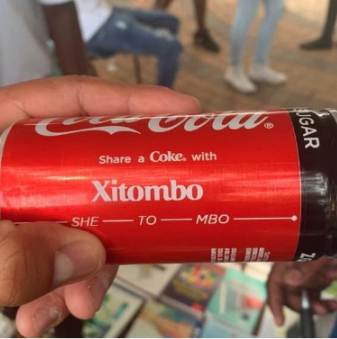 Coca-Cola®
Share a Coke® with
Xitombo
SHE — TO — MBO
SUGAR